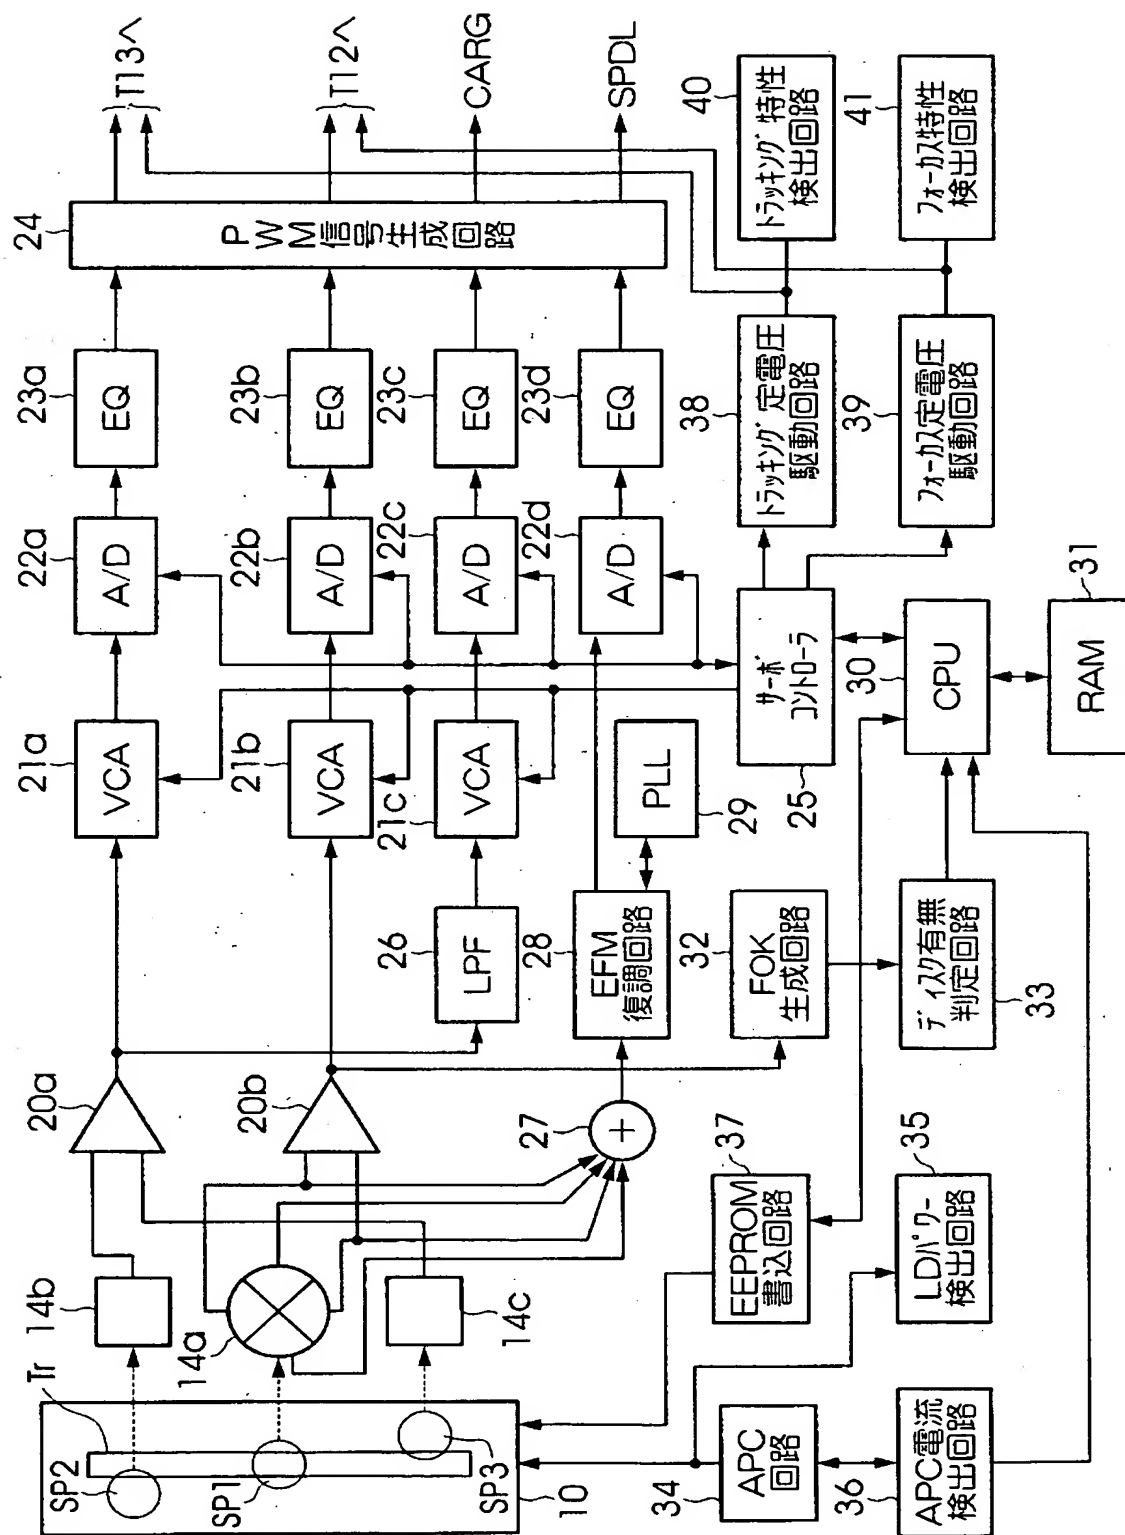 T13へ
T12へ
CARG
SPDL
24
PWM信号生成回路
40
トラッキング特性
検出回路
41
フォーカス特性
検出回路
23a
EQ
23b
EQ
23c
EQ
23d
EQ
38
トラッキング定電圧
駆動回路
39
フォーカス定電圧
駆動回路
22a
A/D
22b
A/D
22c
A/D
22d
A/D
21a
VCA
21b
VCA
21c
VCA
PLL
29
サーボ
コントローラ
25
30
CPU
31
RAM
26
LPF
28
EFM
復調回路
32
FOK
生成回路
ディスク有無
判定回路
33
20a
20b
27
+
37
EEPROM
書込回路
35
LDパワー
検出回路
14b
14a
14c
Tr
SP2
SP1
SP3
10
34
APC
回路
36
APC電流
検出回路